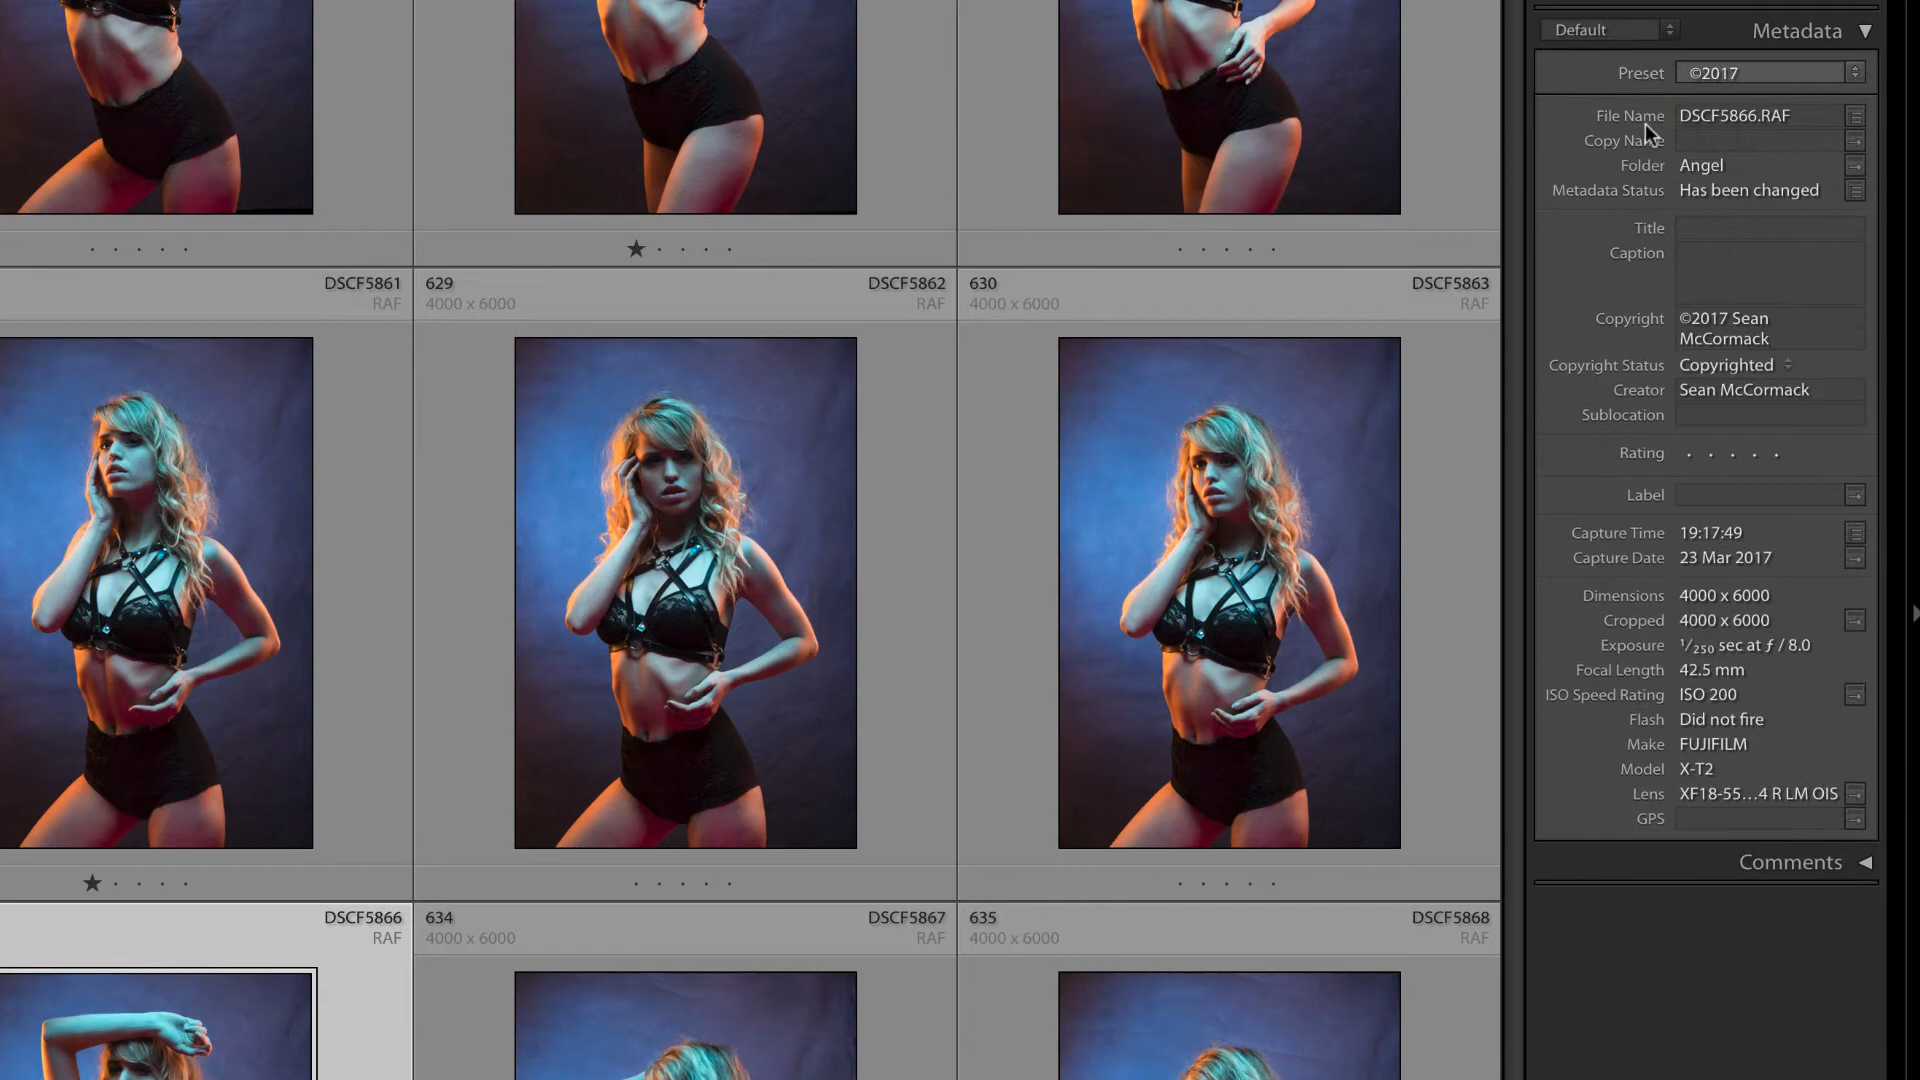 DSCF5861
RAF
629
DSCF5862
4000 x 6000
RAF
630
DSCF5863
4000 x 6000
RAF
DSCF5866
RAF
634
DSCF5867
4000 x 6000
RAF
635
DSCF5868
4000 x 6000
RAF
Default
Metadata
Preset ©2017
File Name DSCF5866.RAF
Copy Name
Folder Angel
Metadata Status Has been changed
Title
Caption
Copyright ©2017 Sean
McCormack
Copyright Status Copyrighted
Creator Sean McCormack
Sublocation
Rating
Label
Capture Time 19:17:49
Capture Date 23 Mar 2017
Dimensions 4000 x 6000
Cropped 4000 x 6000
Exposure 1/250 sec at ƒ / 8.0
Focal Length 42.5 mm
ISO Speed Rating ISO 200
Flash Did not fire
Make FUJIFILM
Model X-T2
Lens XF18-55...4 R LM OIS
GPS
Comments